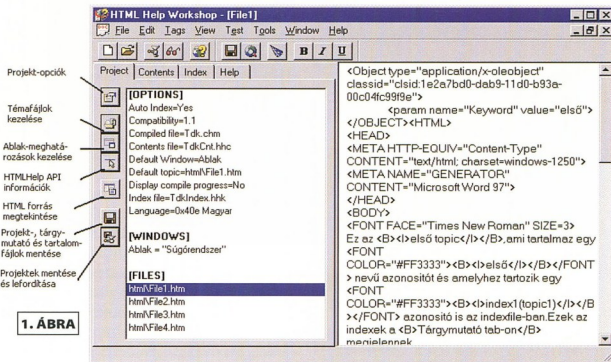 HTML Help Workshop - [File1]
File Edit Tags View Test Tools Window Help
B I U
Project Contents Index Help
Projekt-opciók
Témafájlok
kezelése
Ablak-meghatá-
rozások kezelése
HTMLHelp API
információk
HTML forrás
megtekintése
Projekt-, tárgy-
mutató és tartalom-
fájlok mentése
Projektek mentése
és lefordítása
1. ÁBRA
[OPTIONS]
Auto Index=Yes
Compatibility=1.1
Compiled file=Tdk.chm
Contents file=TdkCnt.hhc
Default Window=Ablak
Default topic=html\File1.htm
Display compile progress=No
Index file=TdkIndex.hhk
Language=0x40e Magyar
[WINDOWS]
Ablak = "Súgórendszer"
[FILES]
html\File1.htm
html\File2.htm
html\File3.htm
html\File4.htm
<Object type="application/x-oleobject"
classid="clsid:1e2a7bd0-dab9-11d0-b93a-
00c04fc99f9e">
<param name="Keyword" value="első">
</OBJECT><HTML>
<HEAD>
<META HTTP-EQUIV="Content-Type"
CONTENT="text/html; charset=windows-1250">
<META NAME="GENERATOR"
CONTENT="Microsoft Word 97">
</HEAD>
<BODY>
<FONT FACE="Times New Roman" SIZE=3>
Ez az <B><I>első topic</I></B>,ami tartalmaz egy
<FONT
COLOR="#FF3333"><B><I>első</I></B></FONT
> nevű azonosítót és amelyhez tartozik egy
<FONT
COLOR="#FF3333"><B><I>index1(topic1)</I></B
></FONT> azonosító is az indexfile-ban.Ezek az
indexek a <B>Tárgymutató tab-on</B>
megjelennek